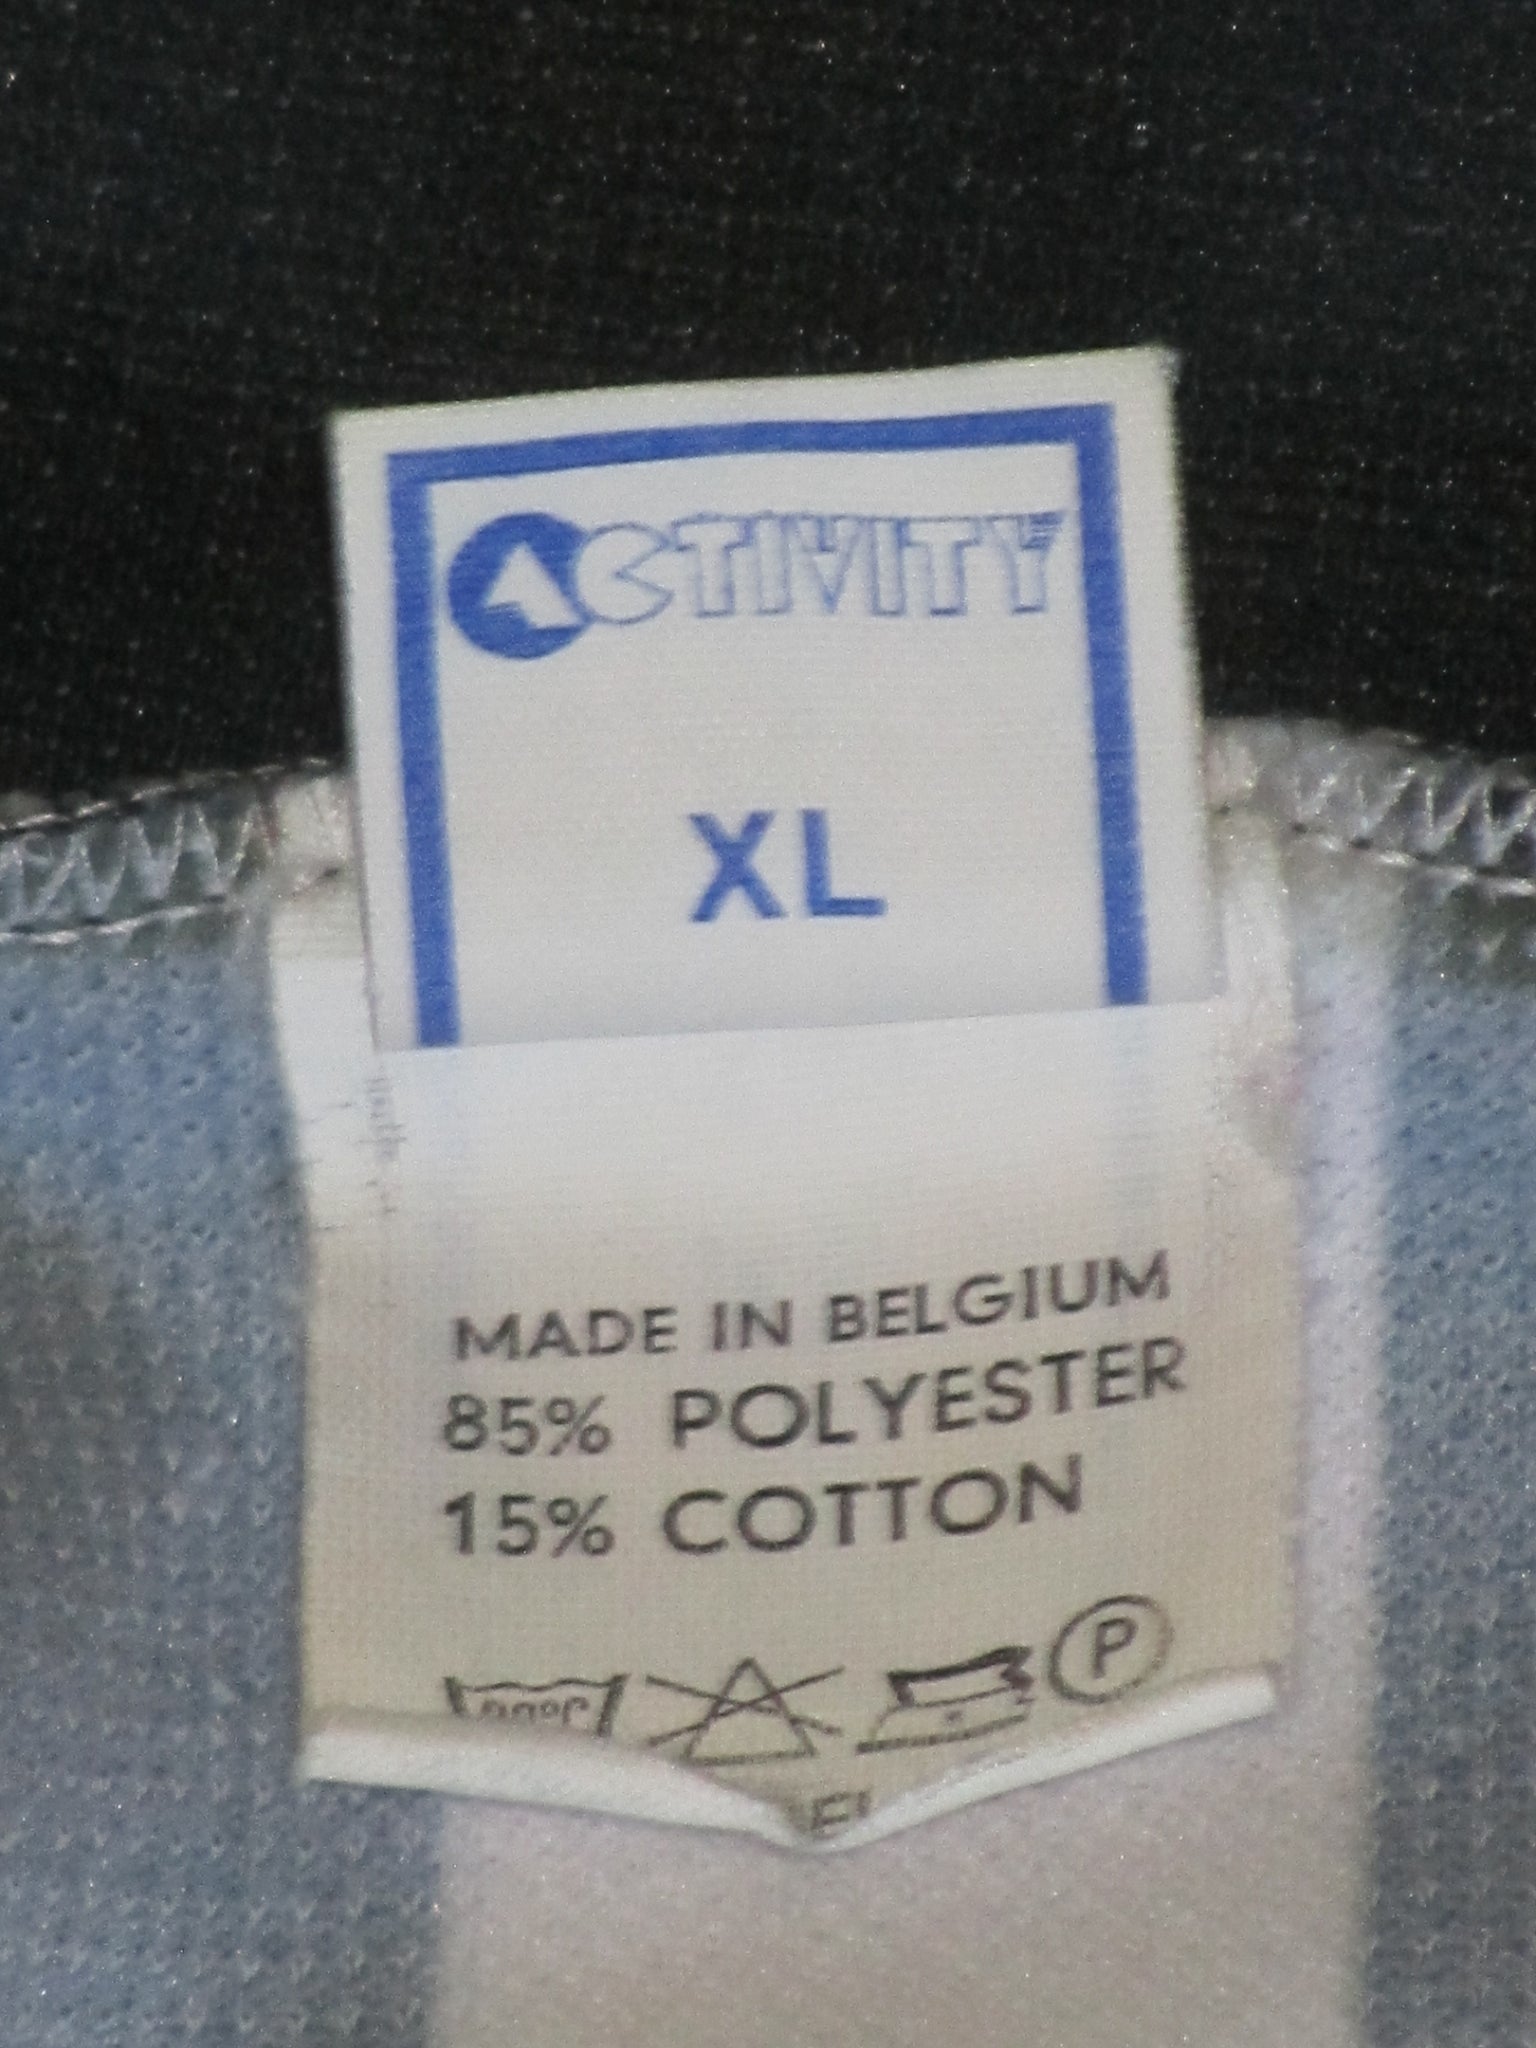 ACTIVITY
XL
MADE IN BELGIUM
85% POLYESTER
15% COTTON
P